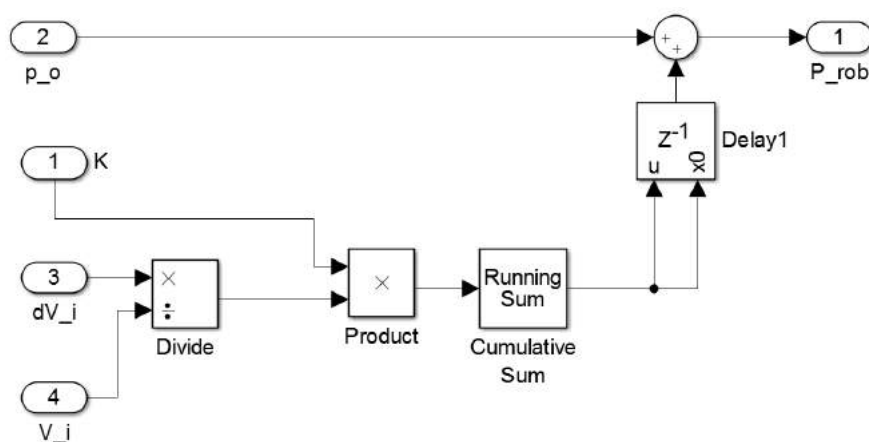 2
p_o
+
+
1
P_rob
Z-1
u
x0
Delay1
1
K
3
dV_i
×
÷
Divide
×
Product
Running
Sum
Cumulative
Sum
4
V_i